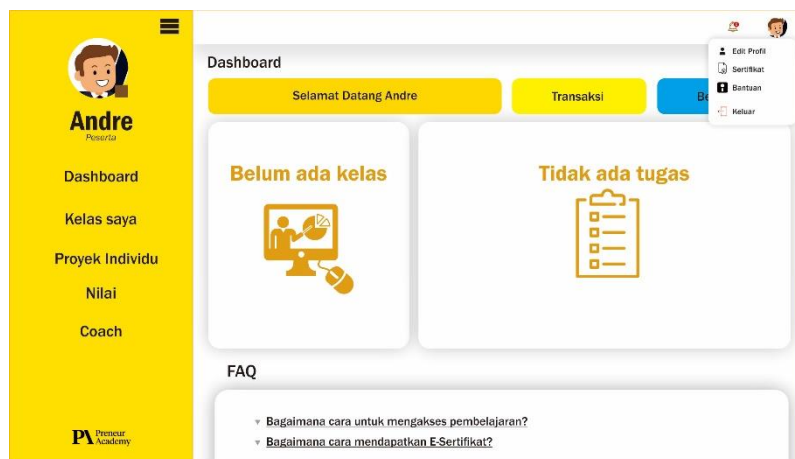 Andre
Peserta
Dashboard
Kelas saya
Proyek Individu
Nilai
Coach
PA Preneur
Academy
Dashboard
Selamat Datang Andre
Transaksi
Edit Profil
Sertifikat
Bantuan
Keluar
Belum ada kelas
Tidak ada tugas
FAQ
Bagaimana cara untuk mengakses pembelajaran?
Bagaimana cara mendapatkan E-Sertifikat?